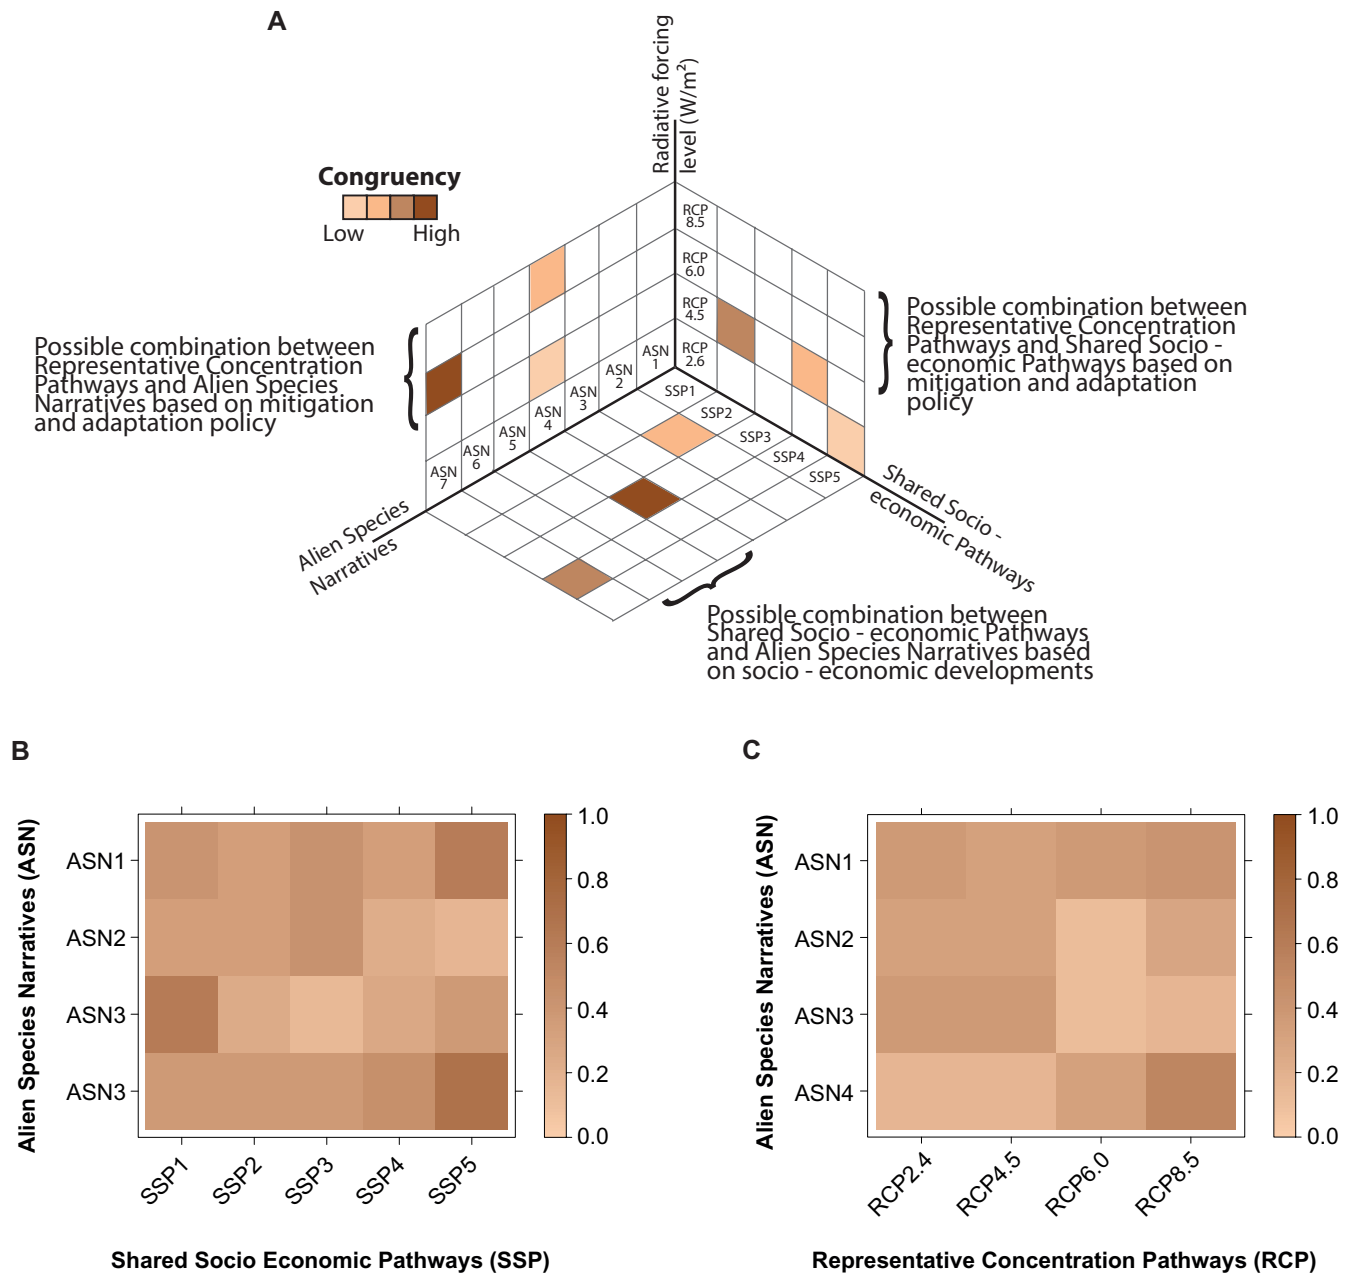 A
Radiative forcing
level (W/m²)
Congruency
Low High
RCP
8.5
RCP
6.0
RCP
4.5
RCP
2.6
ASN
1
ASN
2
ASN
3
ASN
4
ASN
5
ASN
6
ASN
7
SSP1
SSP2
SSP3
SSP4
SSP5
Possible combination between
Representative Concentration
Pathways and Alien Species
Narratives based on mitigation
and adaptation policy
Possible combination between
Representative Concentration
Pathways and Shared Socio -
economic Pathways based on
mitigation and adaptation
policy
Alien Species
Narratives
Shared Socio -
economic Pathways
Possible combination between
Shared Socio - economic Pathways
and Alien Species Narratives based
on socio - economic developments
B
Alien Species Narratives (ASN)
ASN1
ASN2
ASN3
ASN3
SSP1
SSP2
SSP3
SSP4
SSP5
Shared Socio Economic Pathways (SSP)
1.0
0.8
0.6
0.4
0.2
0.0
C
Alien Species Narratives (ASN)
ASN1
ASN2
ASN3
ASN4
RCP2.4
RCP4.5
RCP6.0
RCP8.5
Representative Concentration Pathways (RCP)
1.0
0.8
0.6
0.4
0.2
0.0